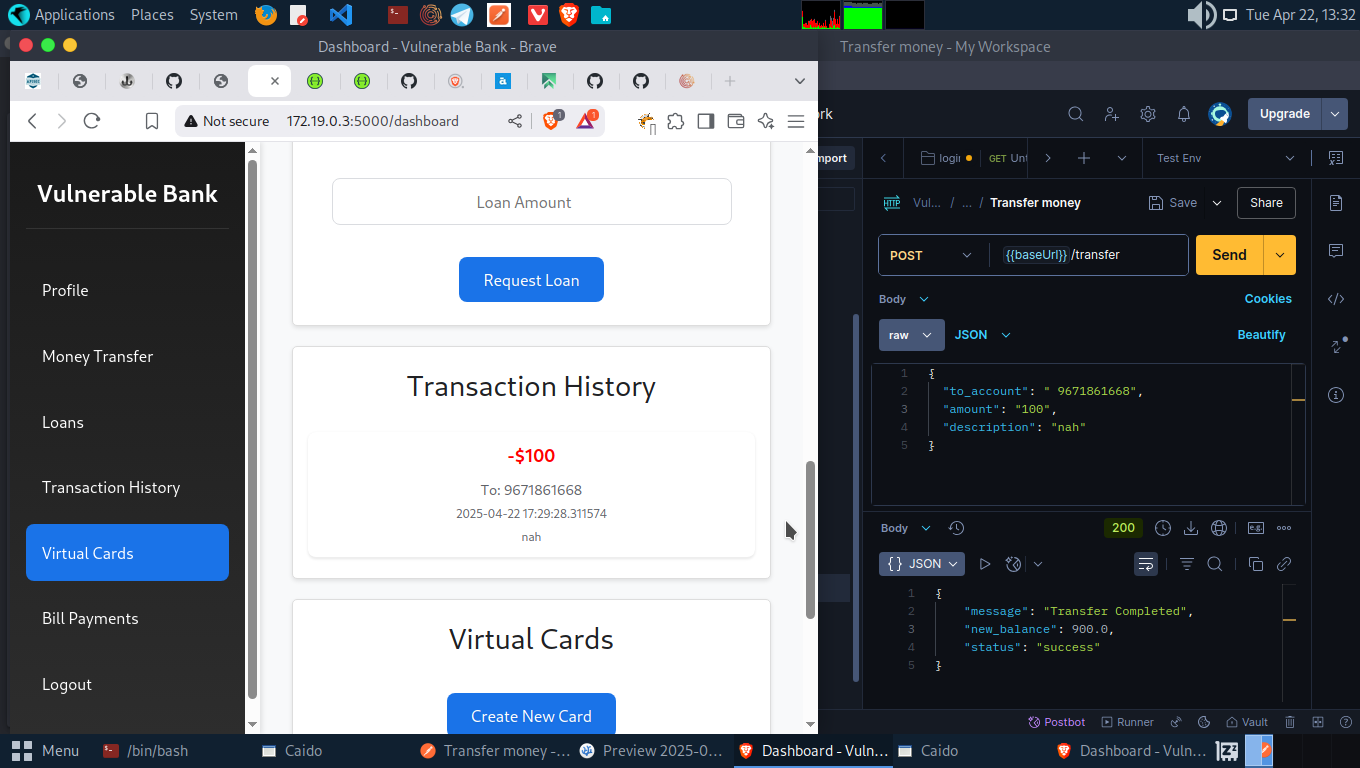 Applications Places System
Tue Apr 22, 13:32
Dashboard - Vulnerable Bank - Brave
Transfer money - My Workspace
Not secure 172.19.0.3:5000/dashboard
1
1
Vulnerable Bank
Profile
Money Transfer
Loans
Transaction History
Virtual Cards
Bill Payments
Logout
Loan Amount
Request Loan
Transaction History
-$100
To: 9671861668
2025-04-22 17:29:28.311574
nah
Virtual Cards
Create New Card
Upgrade
GET
Test Env
HTTP Vul... / ... / Transfer money
Save
Share
POST
{{baseUrl}} /transfer
Send
Body
Cookies
raw
JSON
Beautify
1 {
2 "to_account": " 9671861668",
3 "amount": "100",
4 "description": "nah"
5 }
Body
200
e.g.
{ } JSON
1 {
2 "message": "Transfer Completed",
3 "new_balance": 900.0,
4 "status": "success"
5 }
Postbot Runner Vault
Menu /bin/bash Caido Transfer money -... Preview 2025-0... Dashboard - Vuln... Caido Dashboard - Vuln...